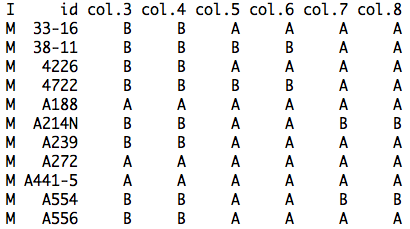 I id col.3 col.4 col.5 col.6 col.7 col.8
M 33-16 B B A A A A
M 38-11 B B B B A A
M 4226 B B A A A A
M 4722 B B B B A A
M A188 A A A A A A
M A214N B B A A B B
M A239 B B A A A A
M A272 A A A A A A
M A441-5 A A A A A A
M A554 B B A A B B
M A556 B B A A A A